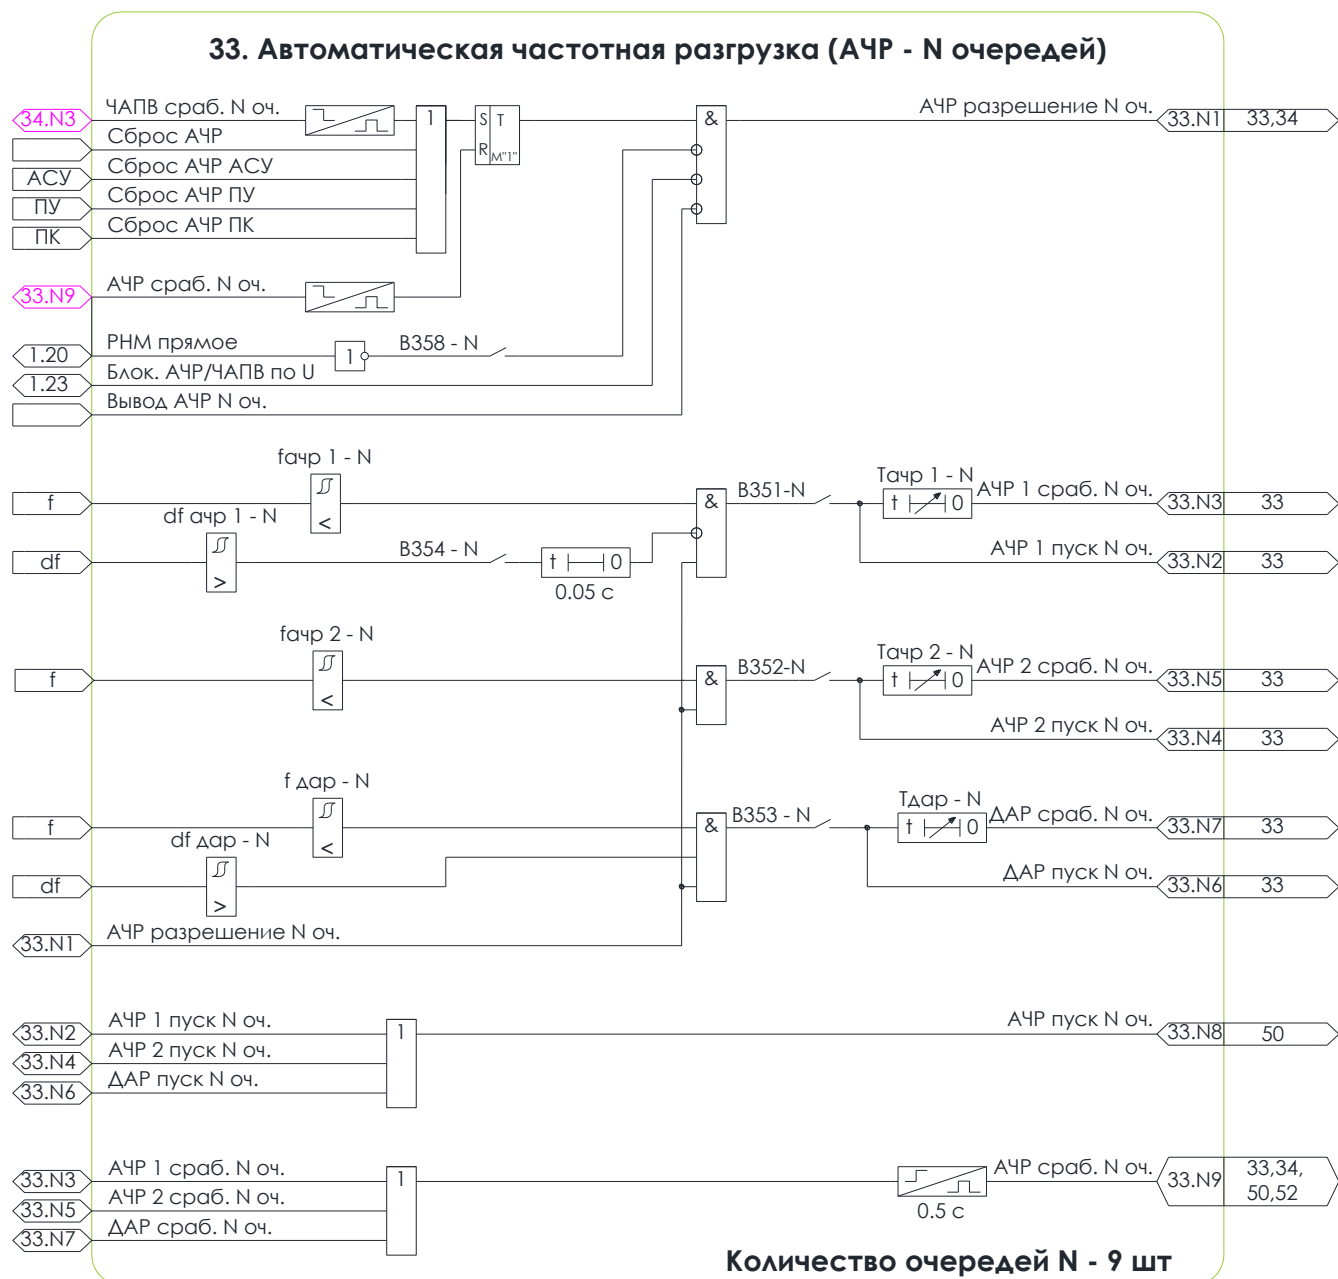 33. Автоматическая частотная разгрузка (АЧР - N очередей)
34.N3 ЧАПВ сраб. N оч. 1 S T & АЧР разрешение N оч. 33.N1 33,34
Сброс АЧР R M"1"
АСУ Сброс АЧР АСУ
ПУ Сброс АЧР ПУ
ПК Сброс АЧР ПК
33.N9 АЧР сраб. N оч.
1.20 РНМ прямое 1 В358 - N
1.23 Блок. АЧР/ЧАПВ по U
Вывод АЧР N оч.
fачр 1 - N Тачр 1 - N
f < & В351-N t 0 АЧР 1 сраб. N оч. 33.N3 33
df ачр 1 - N
df > В354 - N t 0 АЧР 1 пуск N оч. 33.N2 33
0.05 с
fачр 2 - N Тачр 2 - N
f < & В352-N t 0 АЧР 2 сраб. N оч. 33.N5 33
АЧР 2 пуск N оч. 33.N4 33
f дар - N Тдар - N
f < & В353 - N t 0 ДАР сраб. N оч. 33.N7 33
df дар - N
df > ДАР пуск N оч. 33.N6 33
33.N1 АЧР разрешение N оч.
33.N2 АЧР 1 пуск N оч. 1 АЧР пуск N оч. 33.N8 50
33.N4 АЧР 2 пуск N оч.
33.N6 ДАР пуск N оч.
33.N3 АЧР 1 сраб. N оч. 1 АЧР сраб. N оч. 33.N9 33,34,
50,52
33.N5 АЧР 2 сраб. N оч. 0.5 с
33.N7 ДАР сраб. N оч.
Количество очередей N - 9 шт